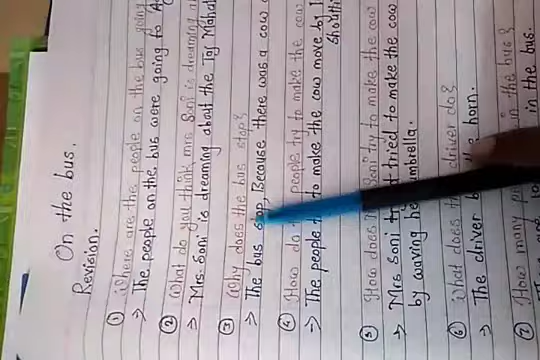 On the bus.
Revision.
① Where are the people on the bus going
⇒ The people on the bus were going to
② What do you think mrs soni is dreaming
⇒ Mrs. Soni is dreaming about the Taj Mahal
③ Why does the bus stop?
⇒ The bus stop Because there was a cow
④ How do people try to make the cow
⇒ The people to make the cow move by
shouting
⑤ How does Soni try to make the cow
⇒ Mrs Soni tried to make the cow
by waving umbrella.
⑥ What does driver do?
⇒ The driver horn.
⑦ How many in the bus?
in the bus.